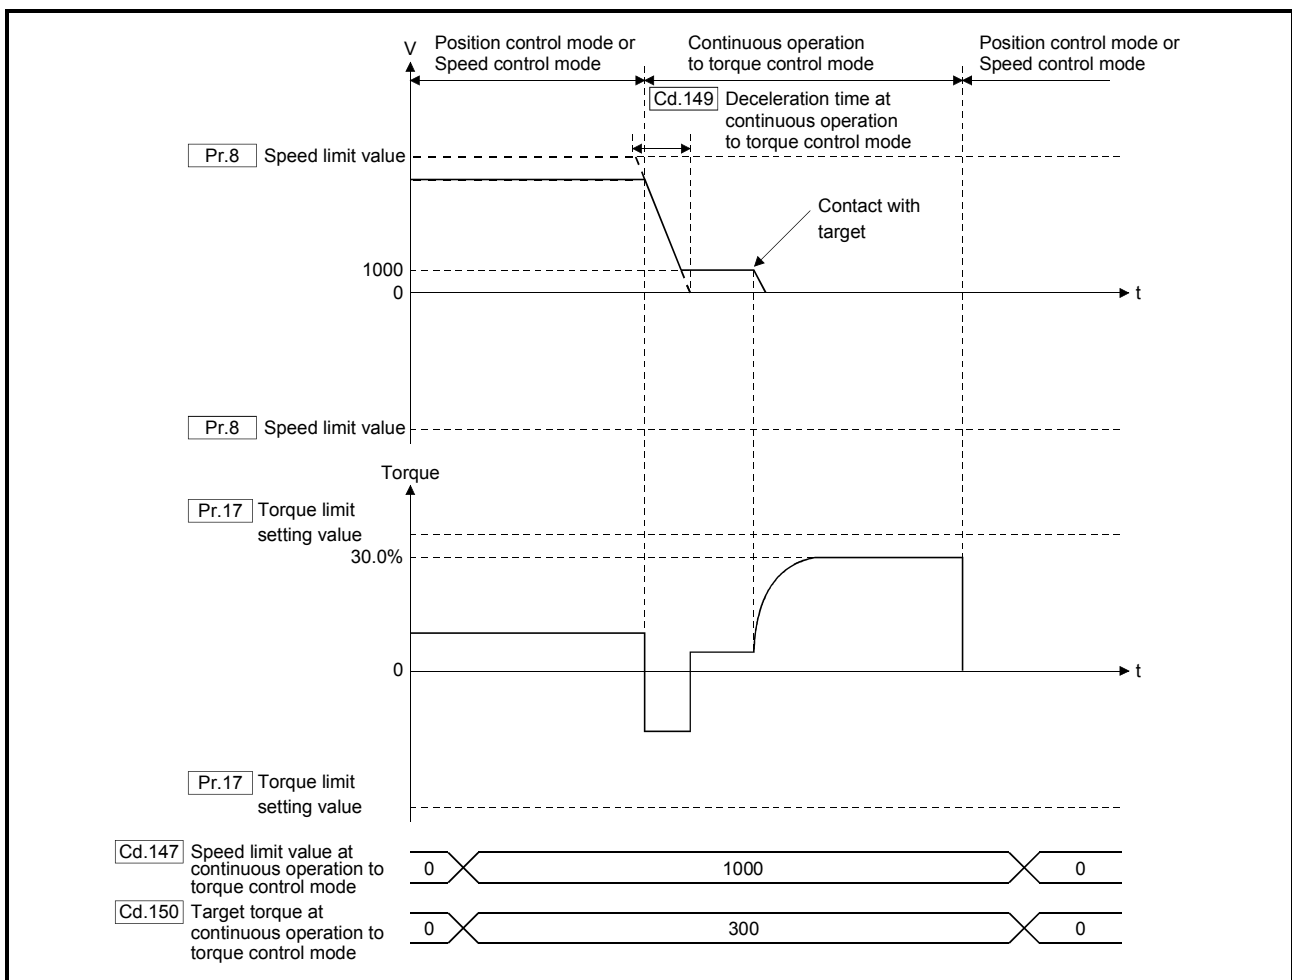 V
Position control mode or
Speed control mode
Continuous operation
to torque control mode
Position control mode or
Speed control mode
Cd.149 Deceleration time at
continuous operation
to torque control mode
Pr.8 Speed limit value
Contact with
target
1000
0
t
Pr.8 Speed limit value
Torque
Pr.17 Torque limit
setting value
30.0%
0
t
Pr.17 Torque limit
setting value
Cd.147 Speed limit value at
continuous operation to
torque control mode
0
1000
0
Cd.150 Target torque at
continuous operation to
torque control mode
0
300
0